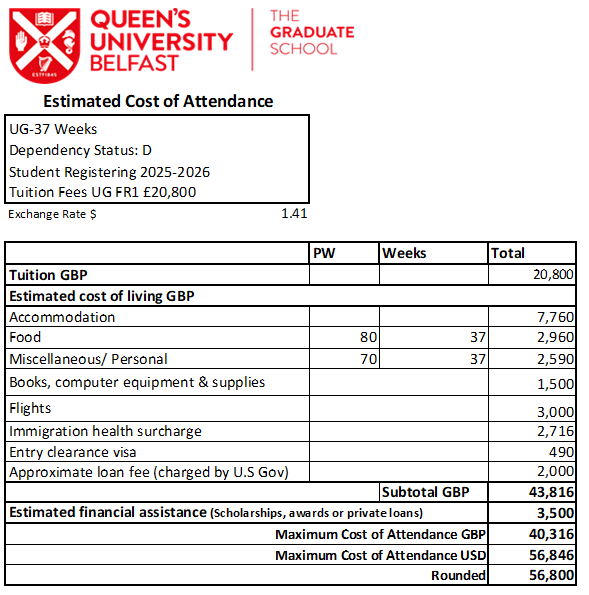 QUEEN'S
UNIVERSITY
BELFAST
ESTD1845
THE
GRADUATE
SCHOOL
Estimated Cost of Attendance
UG-37 Weeks
Dependency Status: D
Student Registering 2025-2026
Tuition Fees UG FR1 £20,800
Exchange Rate $ 1.41
PW Weeks Total
Tuition GBP 20,800
Estimated cost of living GBP
Accommodation 7,760
Food 80 37 2,960
Miscellaneous/ Personal 70 37 2,590
Books, computer equipment & supplies 1,500
Flights 3,000
Immigration health surcharge 2,716
Entry clearance visa 490
Approximate loan fee (charged by U.S Gov) 2,000
Subtotal GBP 43,816
Estimated financial assistance (Scholarships, awards or private loans) 3,500
Maximum Cost of Attendance GBP 40,316
Maximum Cost of Attendance USD 56,846
Rounded 56,800